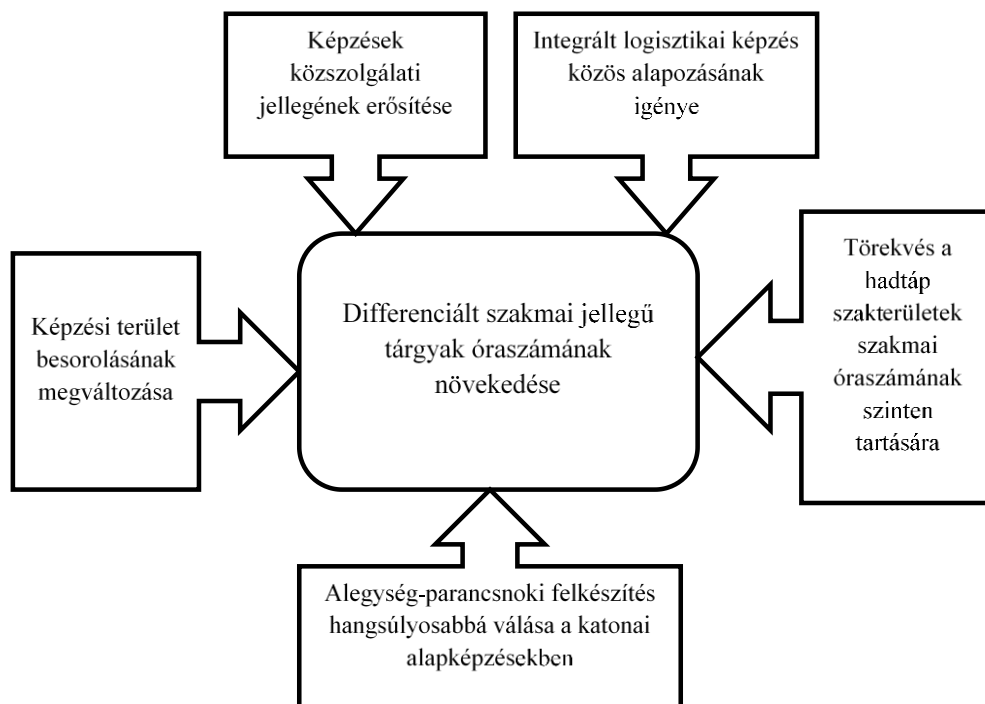 Képzések
közszolgálati
jellegének erősítése
Integrált logisztikai képzés
közös alapozásának
igénye
Képzési terület
besorolásának
megváltozása
Differenciált szakmai jellegű
tárgyak óraszámának
növekedése
Törekvés a
hadtáp
szakterületek
szakmai
óraszámának
szinten
tartására
Alegység-parancsnoki felkészítés
hangsúlyosabbá válása a katonai
alapképzésekben